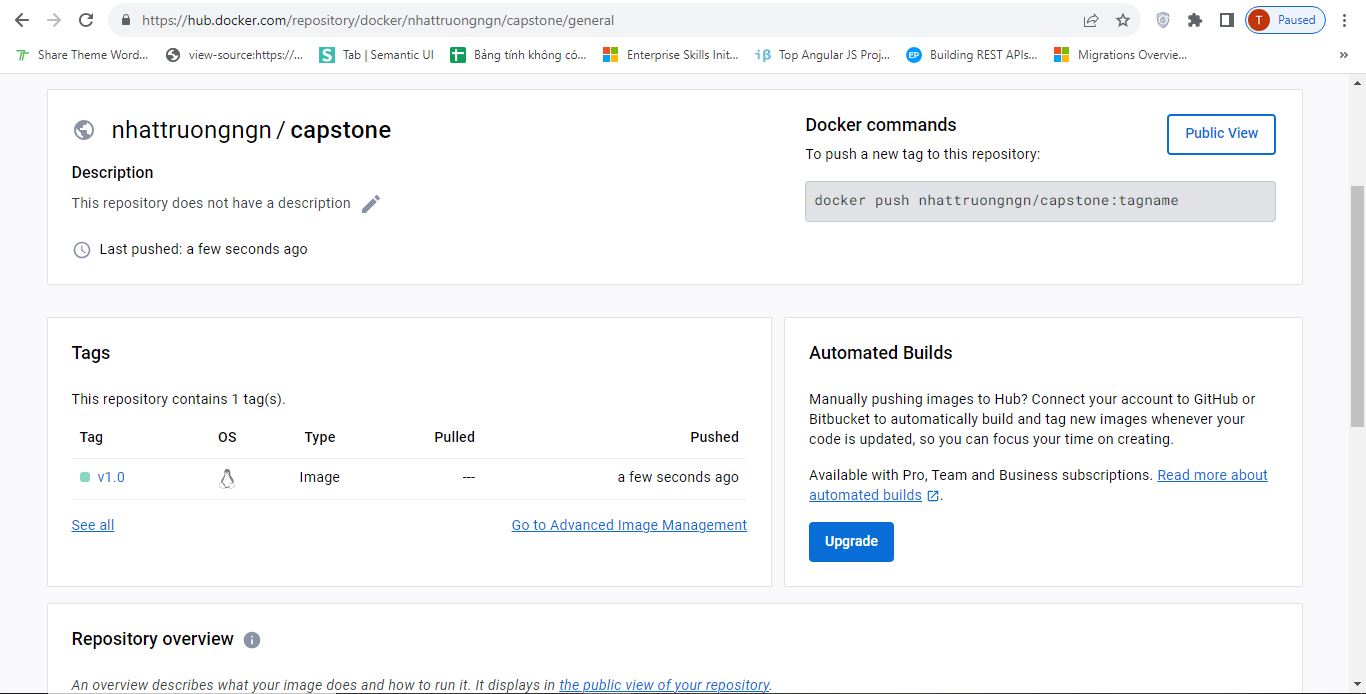 https://hub.docker.com/repository/docker/nhattruongngn/capstone/general
T Paused
Share Theme Word... view-source:https://... S Tab | Semantic UI Bảng tính không có... Enterprise Skills Init... iβ Top Angular JS Proj... EP Building REST APIs... Migrations Overvie... »
nhattruongngn / capstone
Description
This repository does not have a description
Last pushed: a few seconds ago
Docker commands
Public View
To push a new tag to this repository:
docker push nhattruongngn/capstone:tagname
Tags
This repository contains 1 tag(s).
Tag OS Type Pulled Pushed
v1.0 Image --- a few seconds ago
See all Go to Advanced Image Management
Automated Builds
Manually pushing images to Hub? Connect your account to GitHub or
Bitbucket to automatically build and tag new images whenever your
code is updated, so you can focus your time on creating.
Available with Pro, Team and Business subscriptions. Read more about
automated builds .
Upgrade
Repository overview
An overview describes what your image does and how to run it. It displays in the public view of your repository.